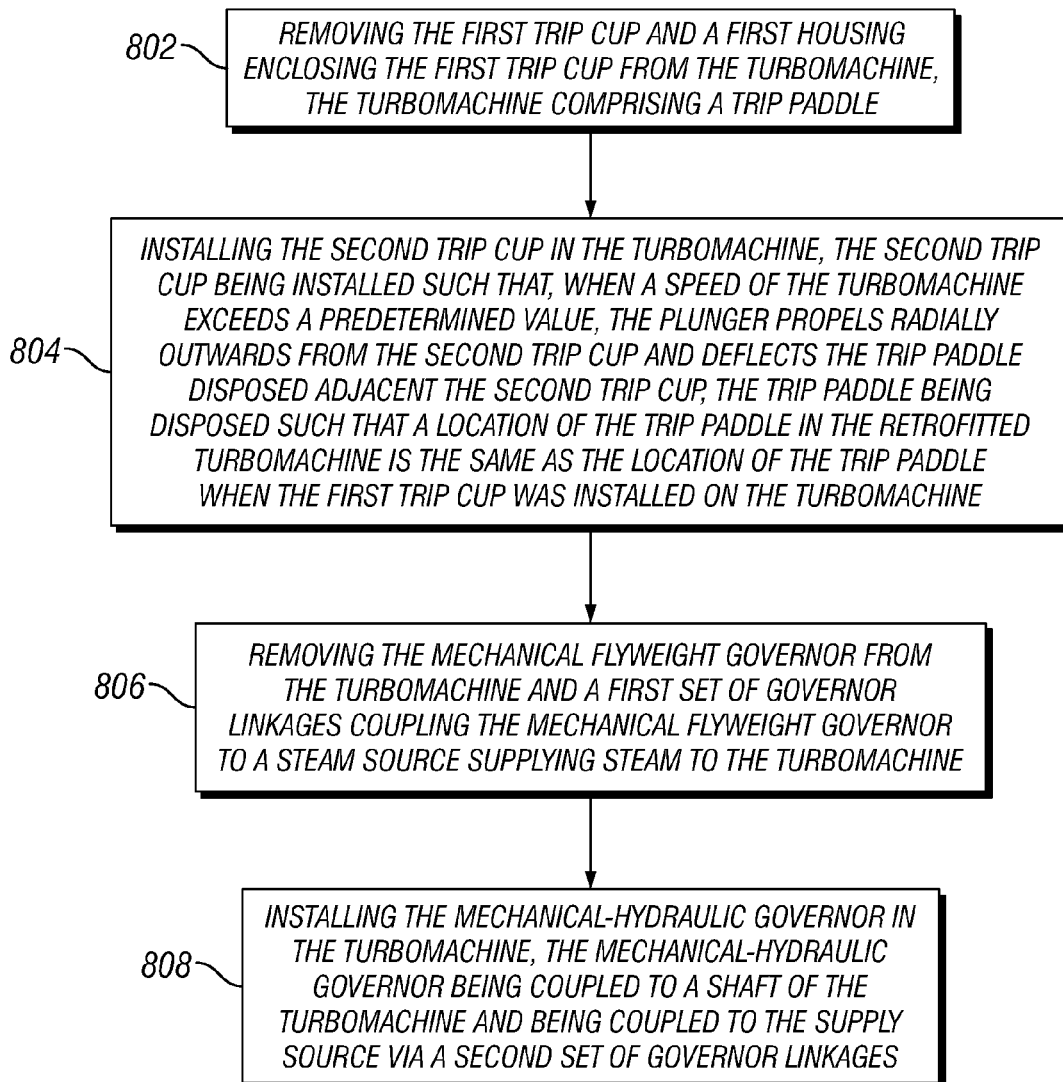 802
REMOVING THE FIRST TRIP CUP AND A FIRST HOUSING
ENCLOSING THE FIRST TRIP CUP FROM THE TURBOMACHINE,
THE TURBOMACHINE COMPRISING A TRIP PADDLE
804
INSTALLING THE SECOND TRIP CUP IN THE TURBOMACHINE, THE SECOND TRIP
CUP BEING INSTALLED SUCH THAT, WHEN A SPEED OF THE TURBOMACHINE
EXCEEDS A PREDETERMINED VALUE, THE PLUNGER PROPELS RADIALLY
OUTWARDS FROM THE SECOND TRIP CUP AND DEFLECTS THE TRIP PADDLE
DISPOSED ADJACENT THE SECOND TRIP CUP, THE TRIP PADDLE BEING
DISPOSED SUCH THAT A LOCATION OF THE TRIP PADDLE IN THE RETROFITTED
TURBOMACHINE IS THE SAME AS THE LOCATION OF THE TRIP PADDLE
WHEN THE FIRST TRIP CUP WAS INSTALLED ON THE TURBOMACHINE
806
REMOVING THE MECHANICAL FLYWEIGHT GOVERNOR FROM
THE TURBOMACHINE AND A FIRST SET OF GOVERNOR
LINKAGES COUPLING THE MECHANICAL FLYWEIGHT GOVERNOR
TO A STEAM SOURCE SUPPLYING STEAM TO THE TURBOMACHINE
808
INSTALLING THE MECHANICAL-HYDRAULIC GOVERNOR IN
THE TURBOMACHINE, THE MECHANICAL-HYDRAULIC
GOVERNOR BEING COUPLED TO A SHAFT OF THE
TURBOMACHINE AND BEING COUPLED TO THE SUPPLY
SOURCE VIA A SECOND SET OF GOVERNOR LINKAGES